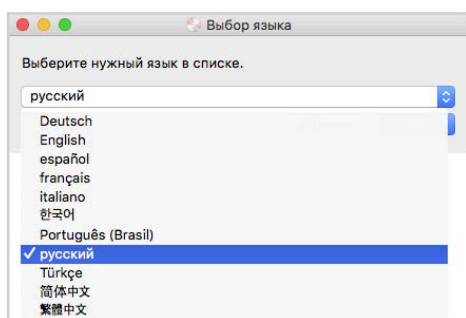 Выбор языка
Выберите нужный язык в списке.
русский
Deutsch
English
español
français
italiano
한국어
Português (Brasil)
✓ русский
Türkçe
简体中文
繁體中文